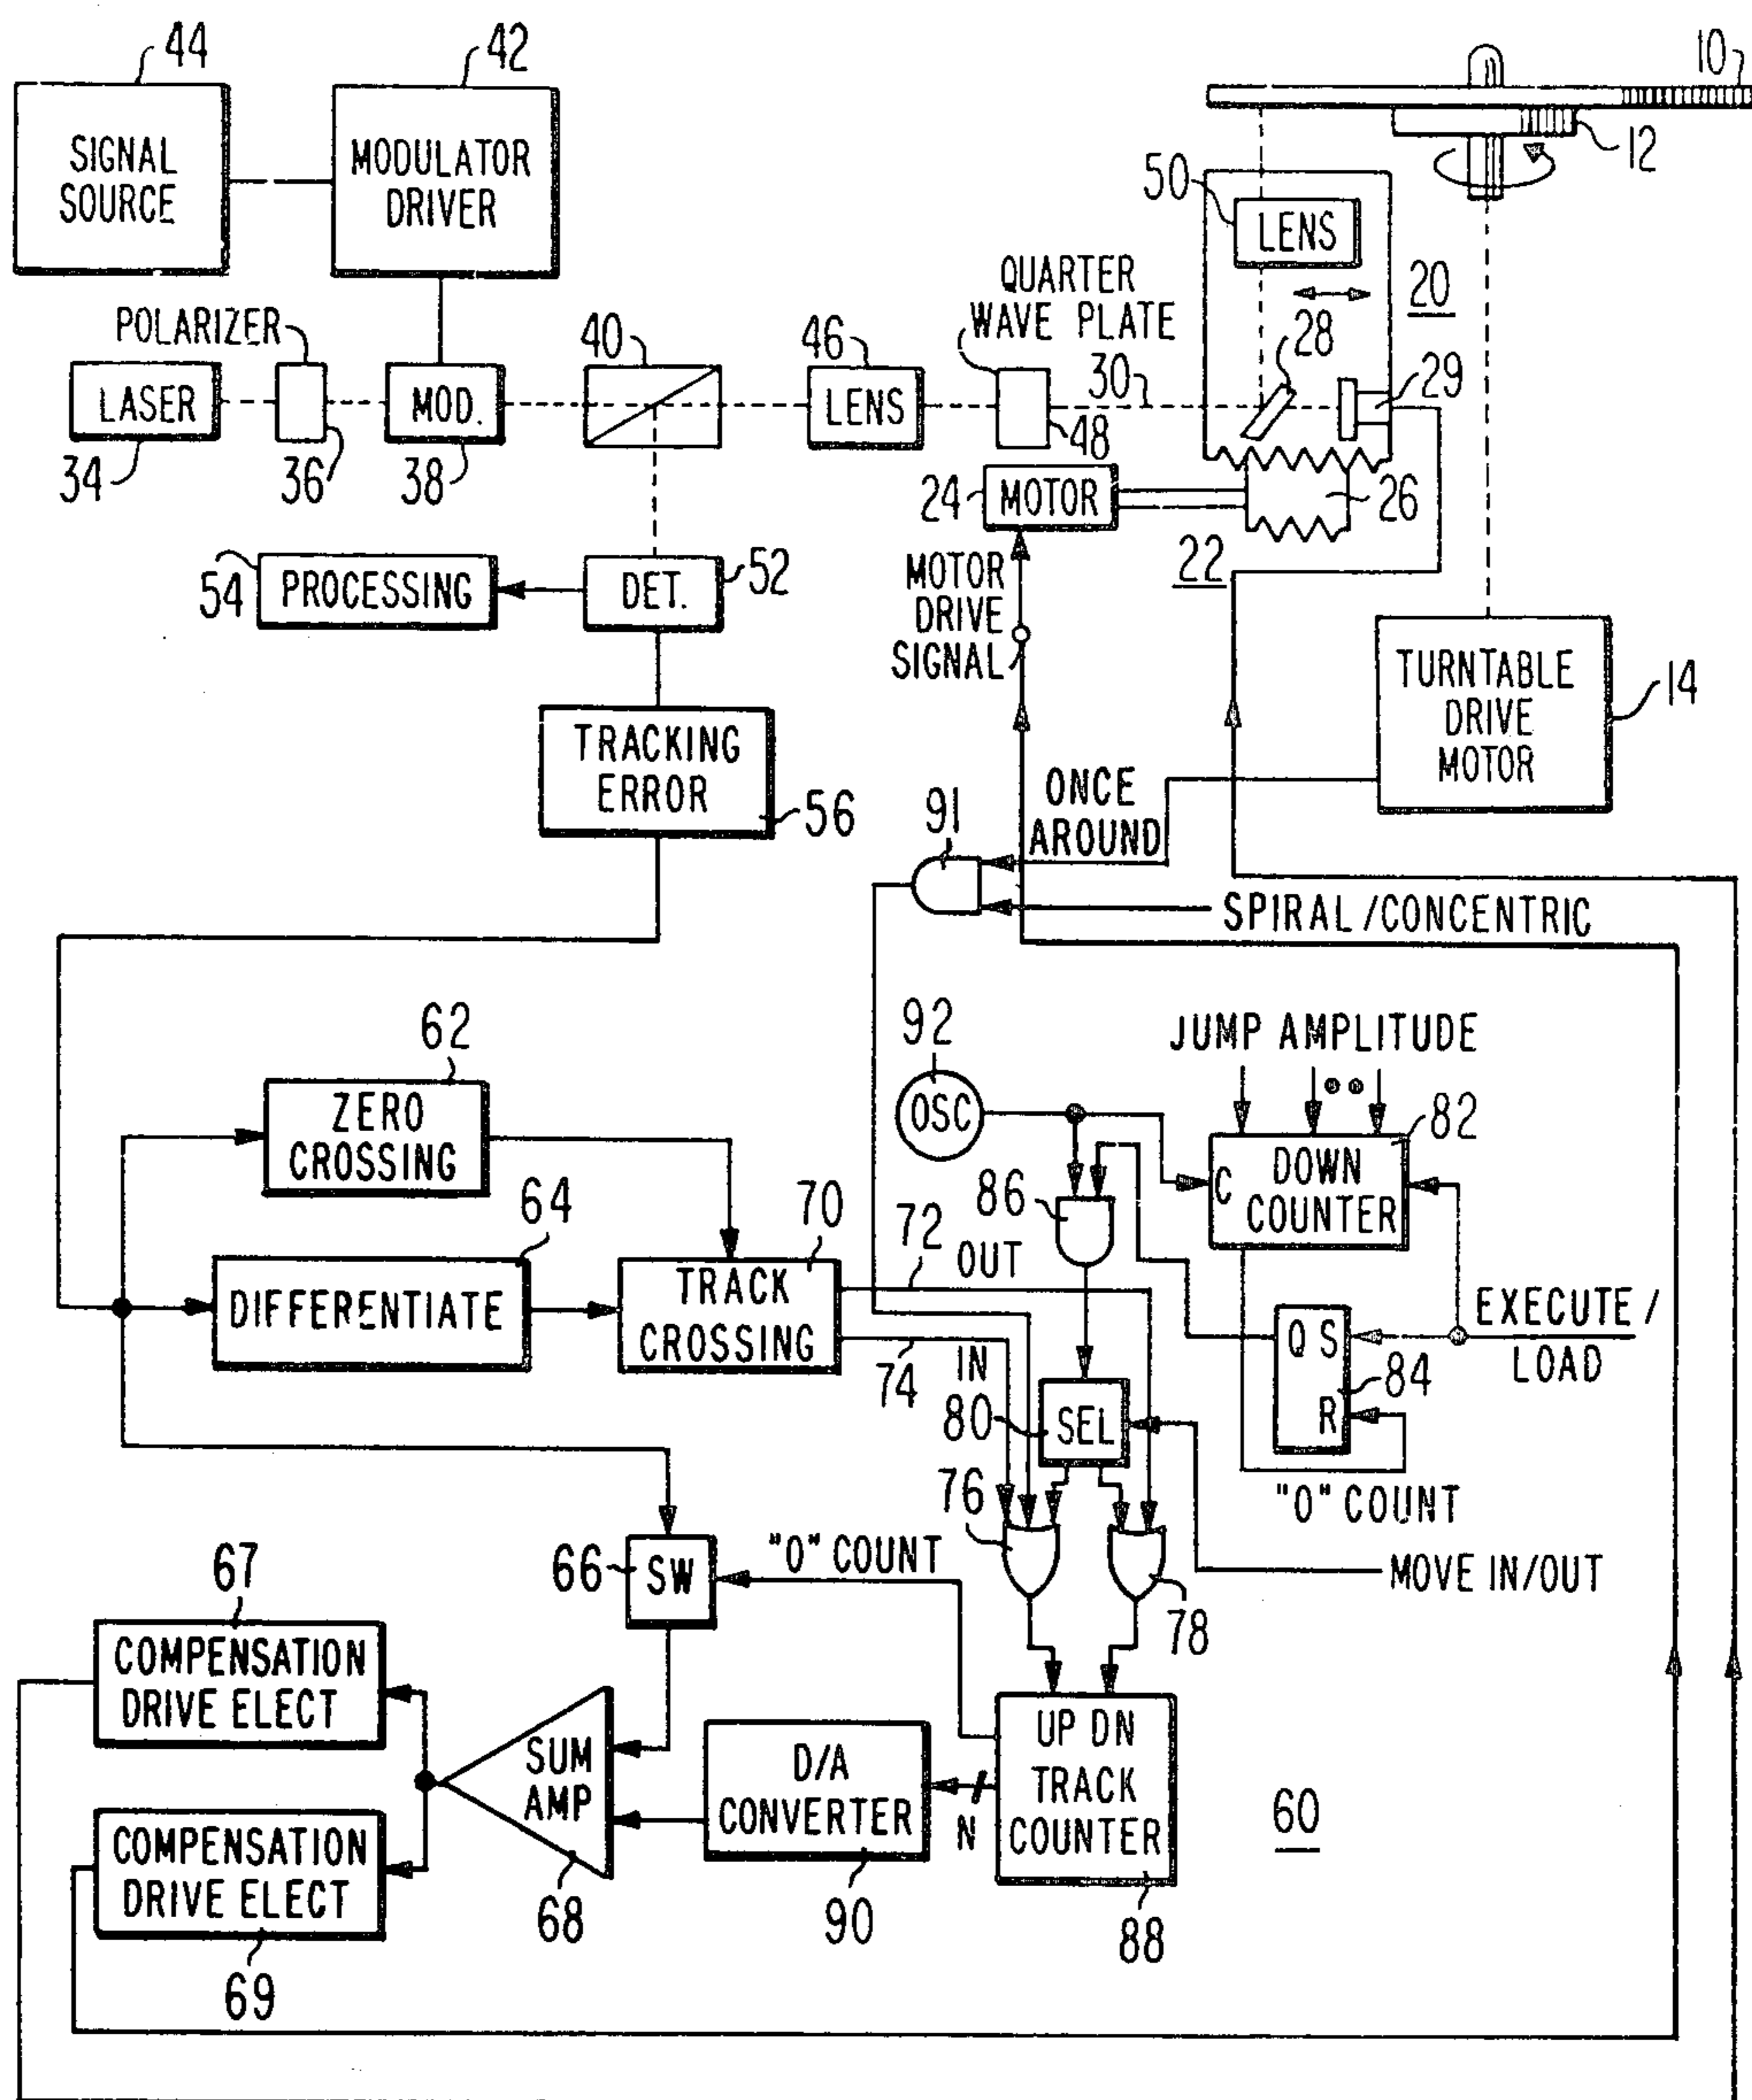 44
42
10
SIGNAL
SOURCE
MODULATOR
DRIVER
12
50
LENS
QUARTER
WAVE PLATE
20
POLARIZER
40
46
28
30
29
LASER
MOD.
LENS
48
34
36
38
24
MOTOR
26
22
54
PROCESSING
DET.
52
MOTOR
DRIVE
SIGNAL
TURNTABLE
DRIVE
MOTOR
14
TRACKING
ERROR
56
ONCE
AROUND
91
SPIRAL/CONCENTRIC
62
ZERO
CROSSING
92
OSC
JUMP AMPLITUDE
82
C
DOWN
COUNTER
64
DIFFERENTIATE
70
TRACK
CROSSING
72
OUT
86
74
IN
EXECUTE/
LOAD
Q S
84
R
80
SEL
76
"0" COUNT
66
SW
"0" COUNT
MOVE IN/OUT
78
67
COMPENSATION
DRIVE ELECT
SUM
AMP
D/A
CONVERTER
N
UP DN
TRACK
COUNTER
60
COMPENSATION
DRIVE ELECT
69
68
90
88